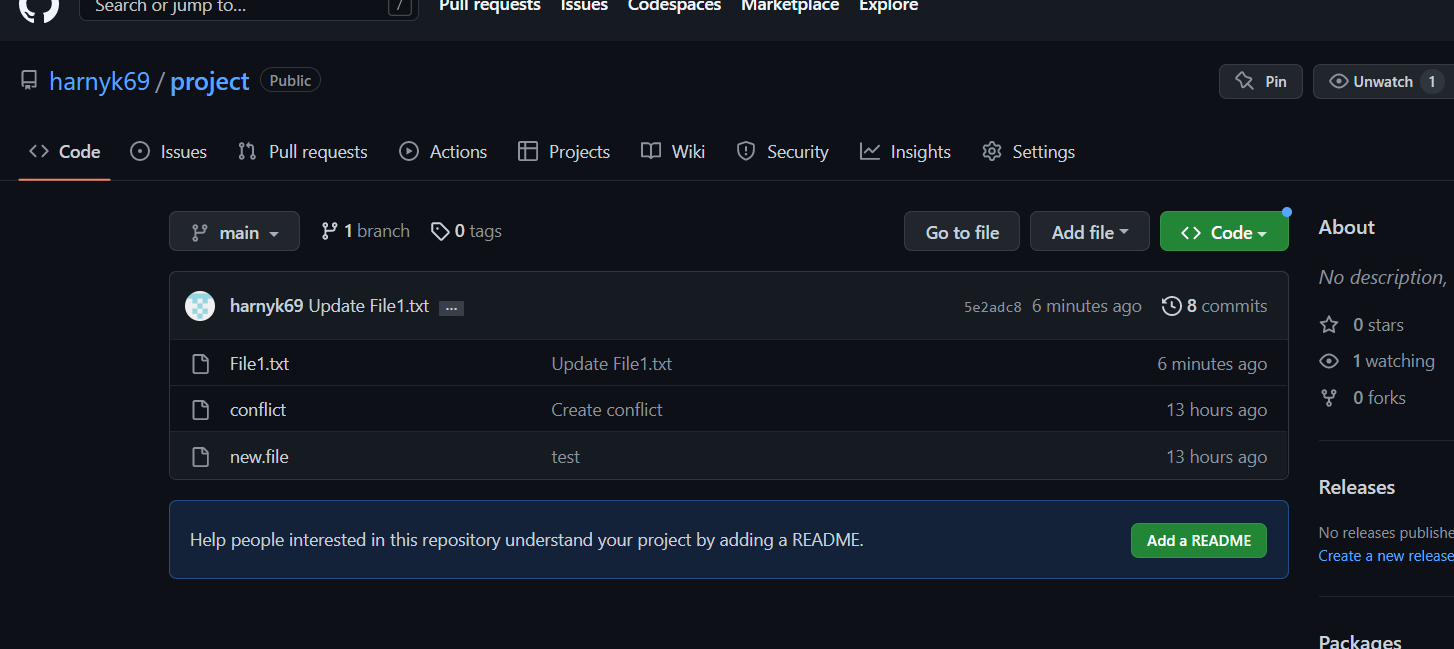 Search or jump to... / Pull requests Issues Codespaces Marketplace Explore
harnyk69 / project Public Pin Unwatch 1
Code Issues Pull requests Actions Projects Wiki Security Insights Settings
main 1 branch 0 tags Go to file Add file Code
harnyk69 Update File1.txt ... 5e2adc8 6 minutes ago 8 commits
File1.txt Update File1.txt 6 minutes ago
conflict Create conflict 13 hours ago
new.file test 13 hours ago
Help people interested in this repository understand your project by adding a README. Add a README
About
No description,
0 stars
1 watching
0 forks
Releases
No releases publishe
Create a new release
Packages